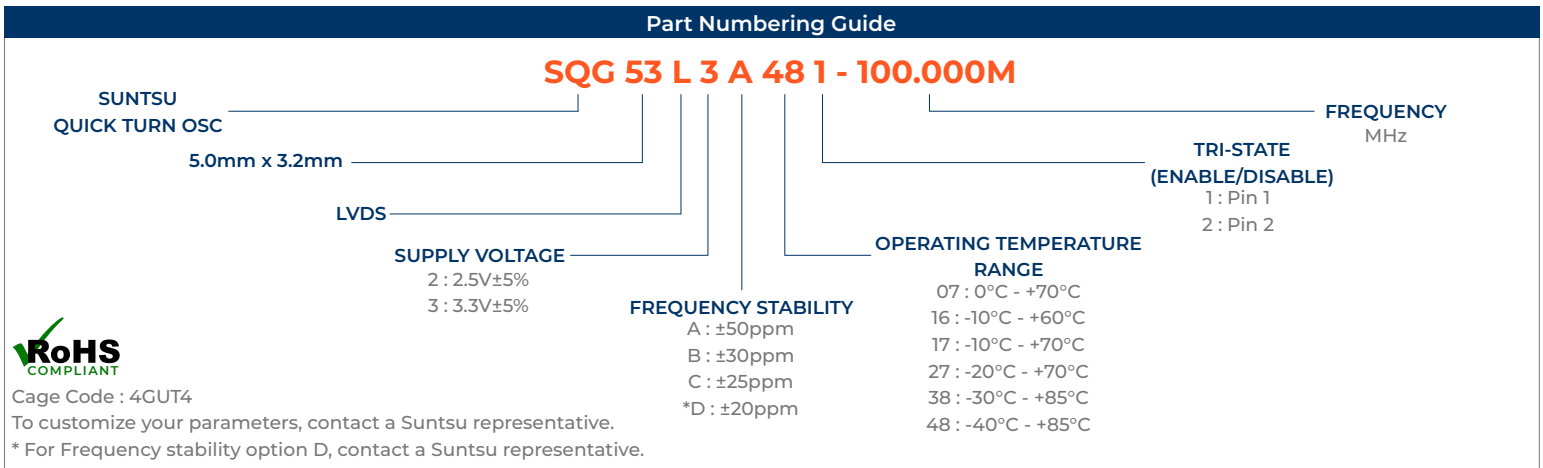 Part Numbering Guide
SQG 53 L 3 A 48 1 - 100.000M
SUNTSU
QUICK TURN OSC
5.0mm x 3.2mm
LVDS
SUPPLY VOLTAGE
2 : 2.5V±5%
3 : 3.3V±5%
FREQUENCY STABILITY
A : ±50ppm
B : ±30ppm
C : ±25ppm
*D : ±20ppm
OPERATING TEMPERATURE
RANGE
07 : 0°C - +70°C
16 : -10°C - +60°C
17 : -10°C - +70°C
27 : -20°C - +70°C
38 : -30°C - +85°C
48 : -40°C - +85°C
TRI-STATE
(ENABLE/DISABLE)
1 : Pin 1
2 : Pin 2
FREQUENCY
MHz
RoHS
COMPLIANT
Cage Code : 4GUT4
To customize your parameters, contact a Suntsu representative.
* For Frequency stability option D, contact a Suntsu representative.